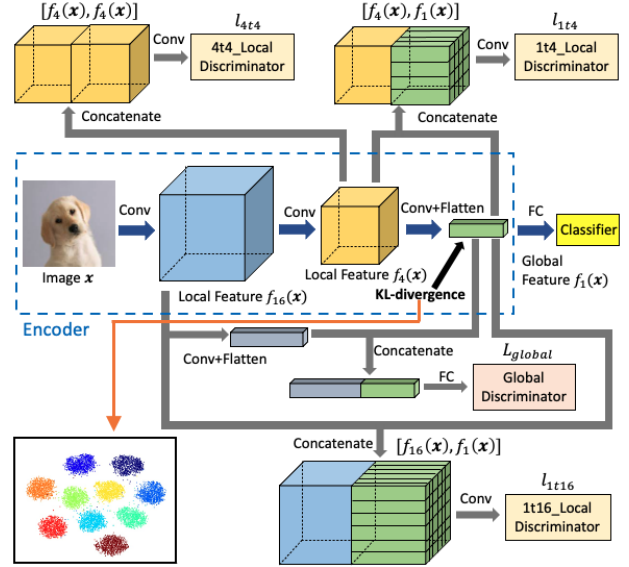 [f₄(x), f₄(x)]
l₄ₜ₄
Conv
4t4_Local
Discriminator
Concatenate
[f₄(x), f₁(x)]
l₁ₜ₄
Conv
1t4_Local
Discriminator
Concatenate
Conv
Conv
Conv+Flatten
FC
Classifier
Image x
Local Feature f₁₆(x)
Local Feature f₄(x)
KL-divergence
Global
Feature f₁(x)
Encoder
Conv+Flatten
Concatenate
L_global
FC
Global
Discriminator
Concatenate
[f₁₆(x), f₁(x)]
l₁ₜ₁₆
Conv
1t16_Local
Discriminator